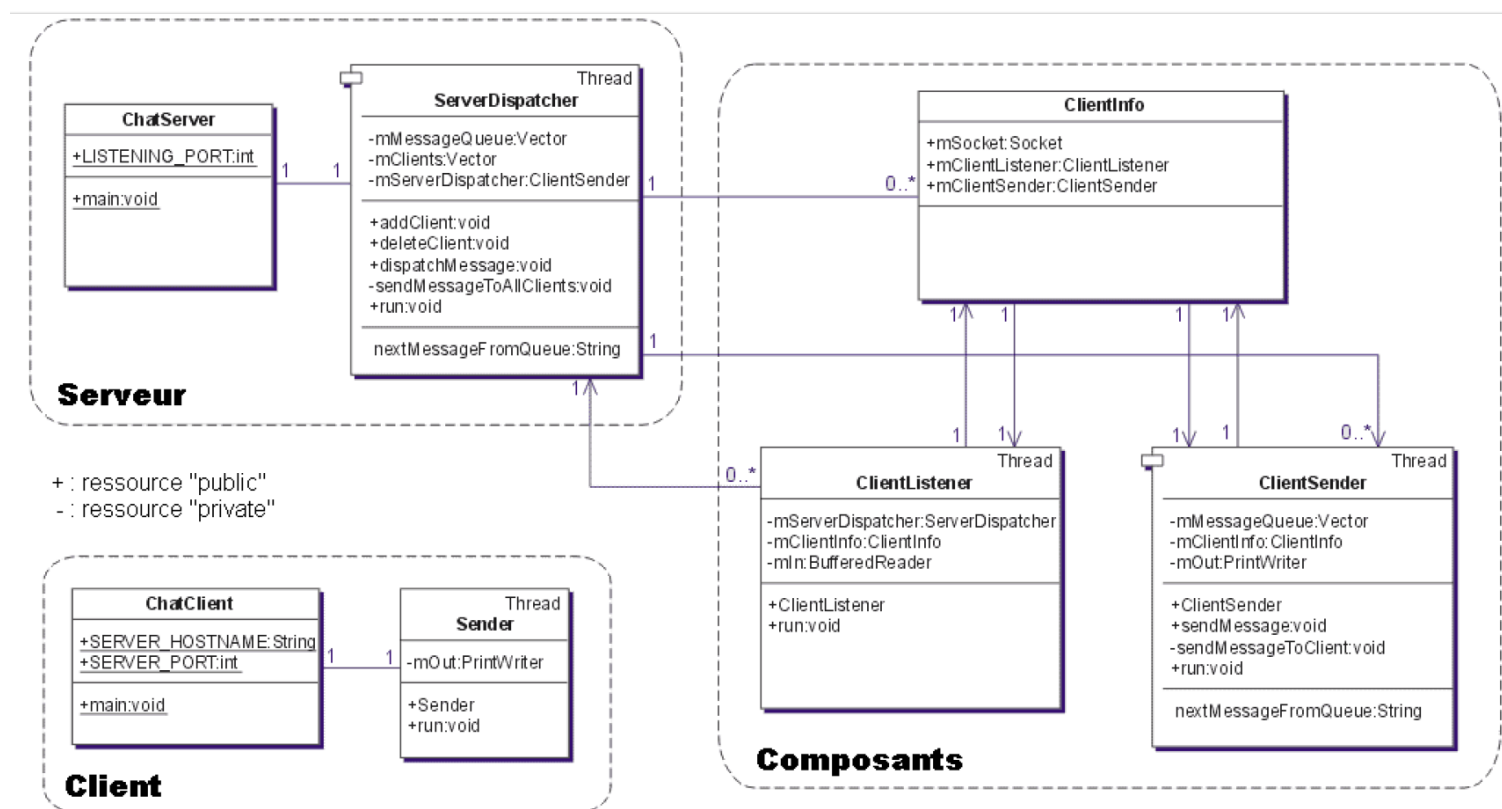 Thread
ServerDispatcher
-mMessageQueue:Vector
-mClients:Vector
-mServerDispatcher:ClientSender
+addClient:void
+deleteClient:void
+dispatchMessage:void
-sendMessageToAllClients:void
+run:void
nextMessageFromQueue:String
ChatServer
+LISTENING_PORT:int
+main:void
1
1
Serveur
1
0..*
1
0..*
1
0..*
ClientInfo
+mSocket:Socket
+mClientListener:ClientListener
+mClientSender:ClientSender
1
1
1
1
1
1
1
1
Thread
ClientListener
-mServerDispatcher:ServerDispatcher
-mClientInfo:ClientInfo
-mIn:BufferedReader
+ClientListener
+run:void
Thread
ClientSender
-mMessageQueue:Vector
-mClientInfo:ClientInfo
-mOut:PrintWriter
+ClientSender
+sendMessage:void
-sendMessageToClient:void
+run:void
nextMessageFromQueue:String
Composants
+ : ressource "public"
- : ressource "private"
ChatClient
+SERVER_HOSTNAME:String
+SERVER_PORT:int
+main:void
1
1
Thread
Sender
-mOut:PrintWriter
+Sender
+run:void
Client